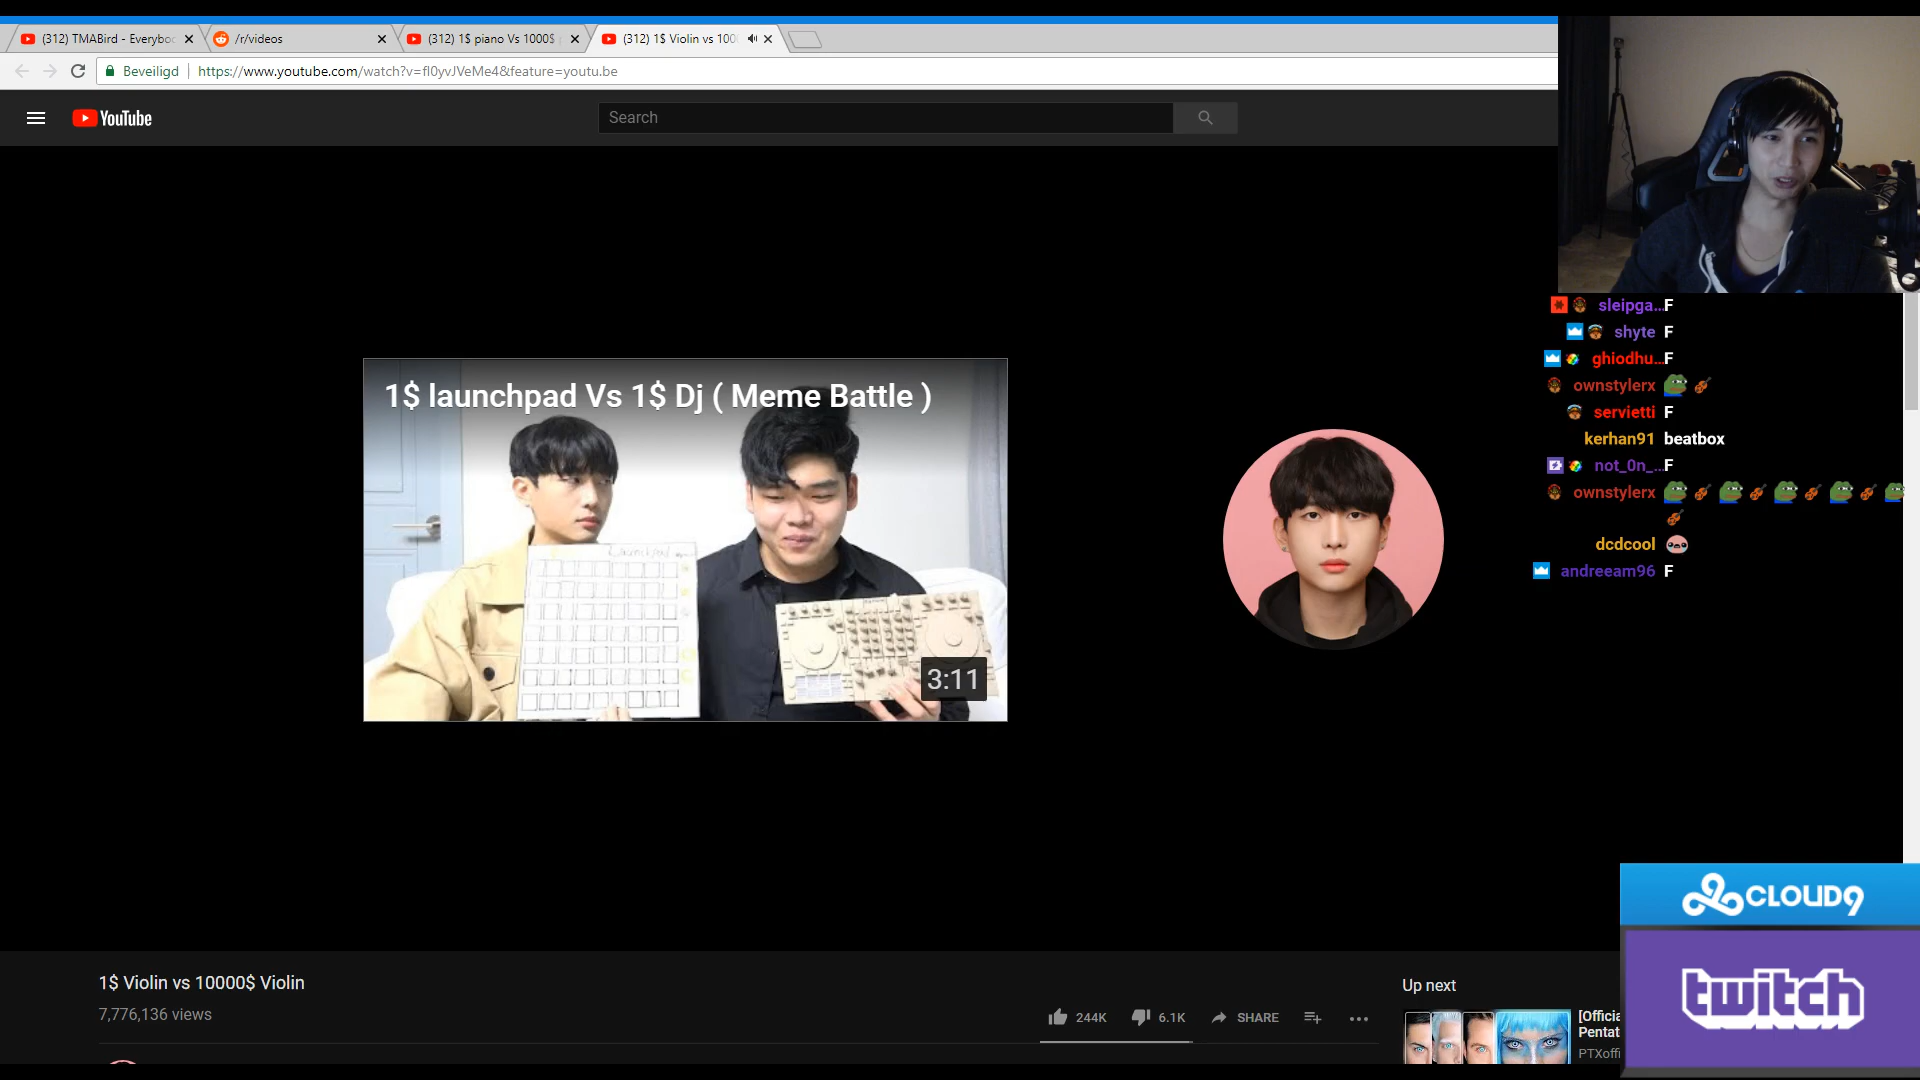 (312) TMABird - Everyboc
/r/videos
(312) 1$ piano Vs 1000$
(312) 1$ Violin vs 100
Beveiligd
https://www.youtube.com/watch?v=fl0yvJVeMe4&feature=youtu.be
YouTube
Search
1$ launchpad Vs 1$ Dj ( Meme Battle )
Launchpad
3:11
sleipga...F
shyte F
ghiodhu...F
ownstylerx
servietti F
kerhan91 beatbox
not_0n_...F
ownstylerx
dcdcool
andreeam96 F
CLOUD9
twitch
1$ Violin vs 10000$ Violin
7,776,136 views
244K
6.1K
SHARE
Up next
[Officia
Pentat
PTXoffi